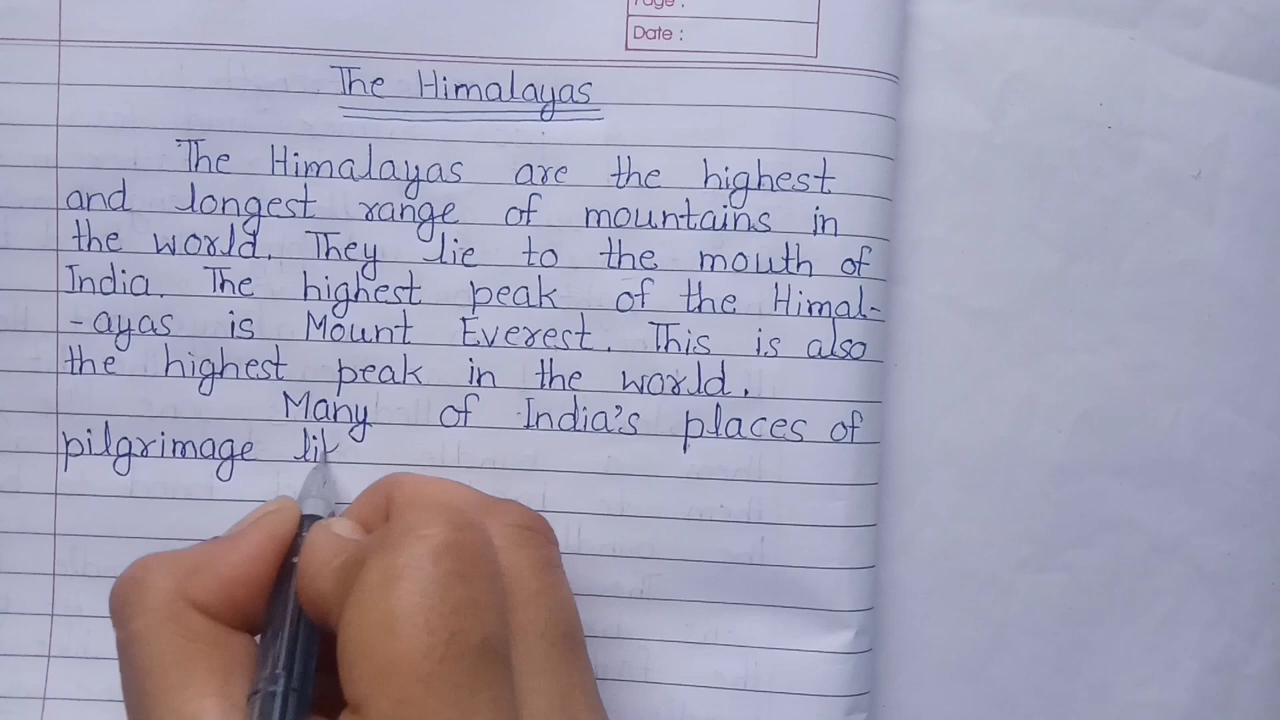 Page :
Date :
The Himalayas
The Himalayas are the highest
and longest range of mountains in
the world. They lie to the mouth of
India. The highest peak of the Himal-
-ayas is Mount Everest. This is also
the highest peak in the world.
Many of India's places of
pilgrimage lik